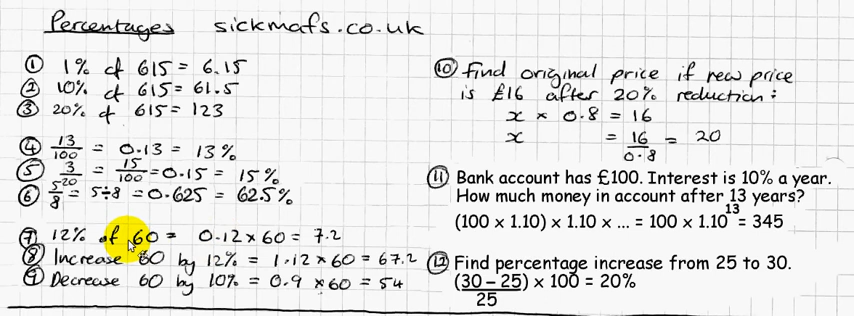 Percentages sickmafs.co.uk
① 1% of 615 = 6.15
② 10% of 615 = 61.5
③ 20% of 615 = 123
④ 13/100 = 0.13 = 13%
⑤ 3/20 = 15/100 = 0.15 = 15%
⑥ 5/8 = 5÷8 = 0.625 = 62.5%
⑦ 12% of 60 = 0.12 × 60 = 7.2
⑧ Increase 60 by 12% = 1.12 × 60 = 67.2
⑨ Decrease 60 by 10% = 0.9 × 60 = 54
⑩ Find original price if new price
is £16 after 20% reduction:
x × 0.8 = 16
x = 16/0.8 = 20
⑪ Bank account has £100. Interest is 10% a year.
How much money in account after 13 years?
(100 x 1.10) x 1.10 x ... = 100 x 1.10¹³ = 345
⑫ Find percentage increase from 25 to 30.
(30 – 25) x 100 = 20%
25